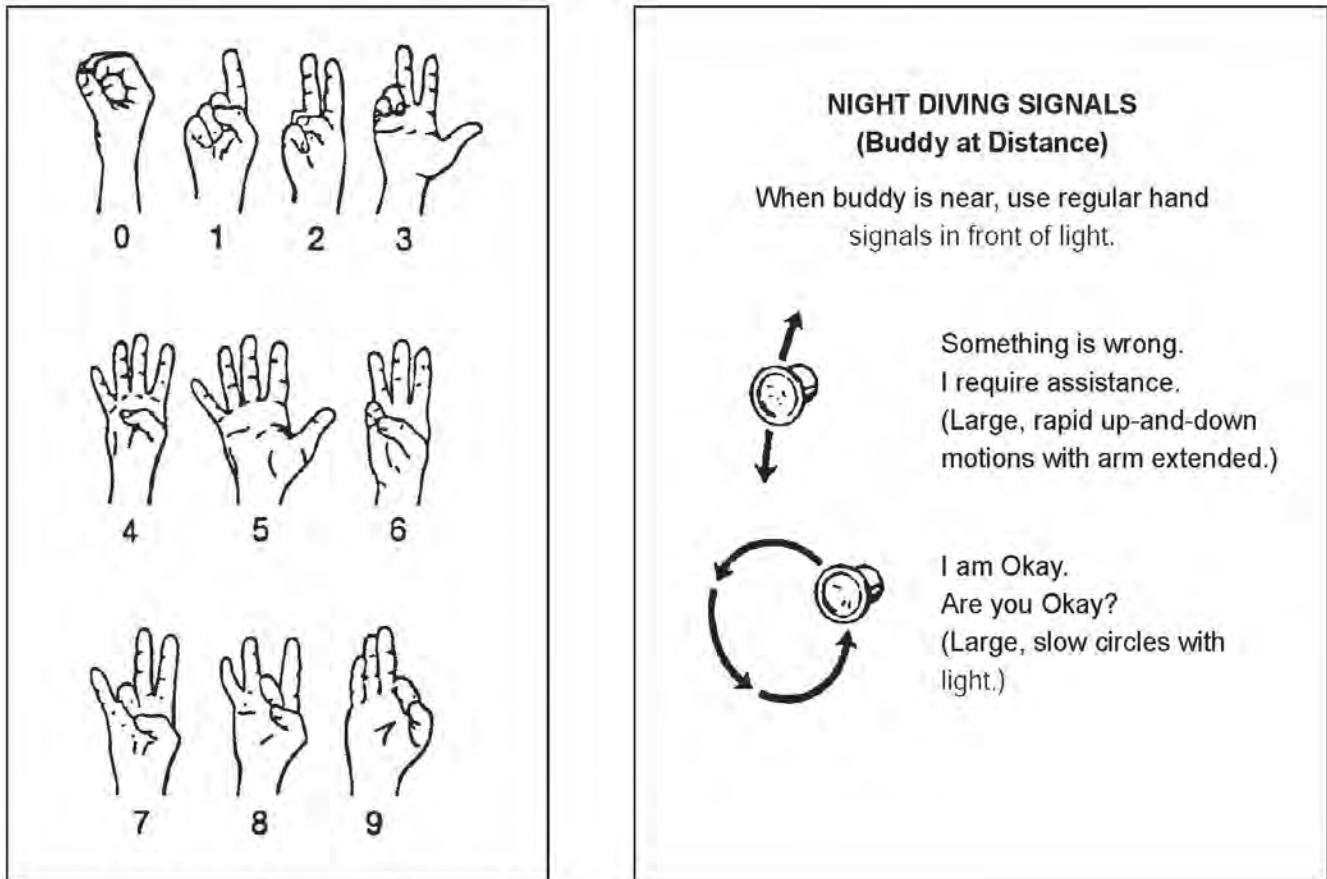 0 1 2 3
4 5 6
7 8 9
NIGHT DIVING SIGNALS
(Buddy at Distance)
When buddy is near, use regular hand
signals in front of light.
Something is wrong.
I require assistance.
(Large, rapid up-and-down
motions with arm extended.)
I am Okay.
Are you Okay?
(Large, slow circles with
light.)